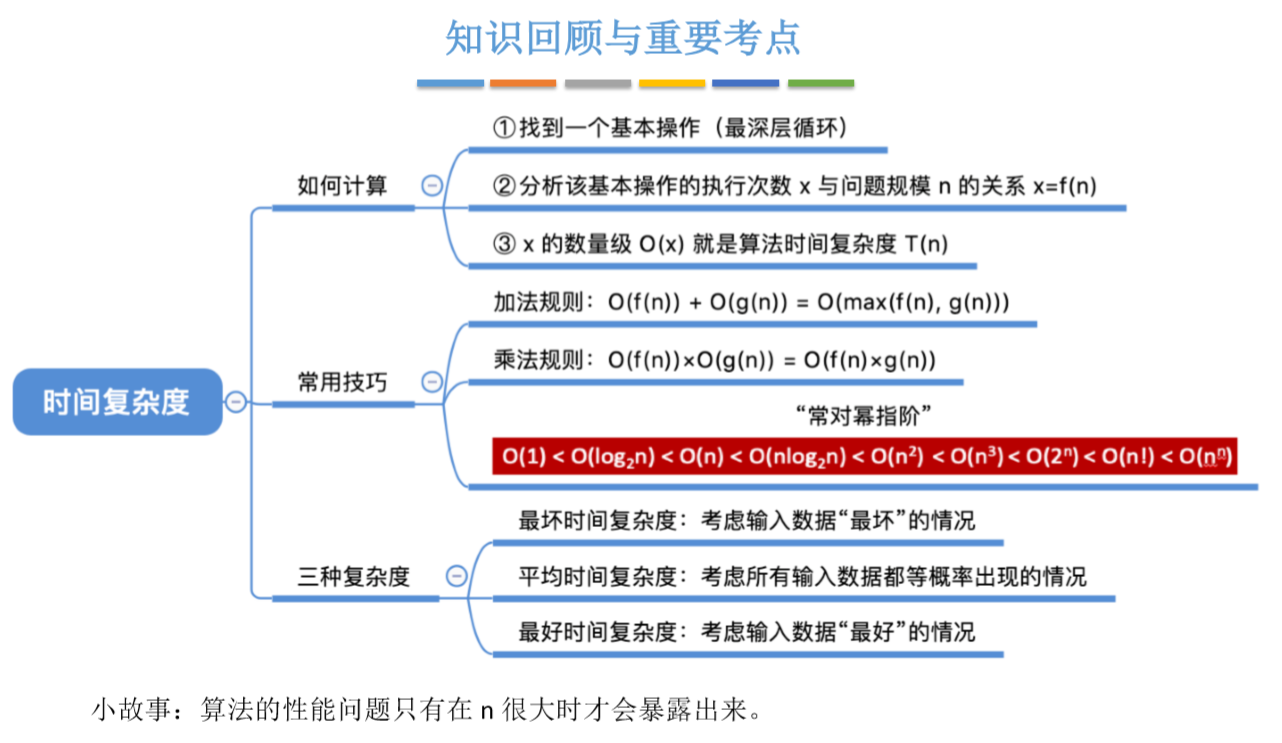 知识回顾与重要考点
时间复杂度
如何计算
①找到一个基本操作（最深层循环）
②分析该基本操作的执行次数 x 与问题规模 n 的关系 x=f(n)
③ x 的数量级 O(x) 就是算法时间复杂度 T(n)
常用技巧
加法规则：O(f(n)) + O(g(n)) = O(max(f(n), g(n)))
乘法规则：O(f(n))×O(g(n)) = O(f(n)×g(n))
“常对幂指阶”
O(1) < O(log₂n) < O(n) < O(nlog₂n) < O(n²) < O(n³) < O(2ⁿ) < O(n!) < O(nⁿ)
三种复杂度
最坏时间复杂度：考虑输入数据“最坏”的情况
平均时间复杂度：考虑所有输入数据都等概率出现的情况
最好时间复杂度：考虑输入数据“最好”的情况
小故事：算法的性能问题只有在 n 很大时才会暴露出来。